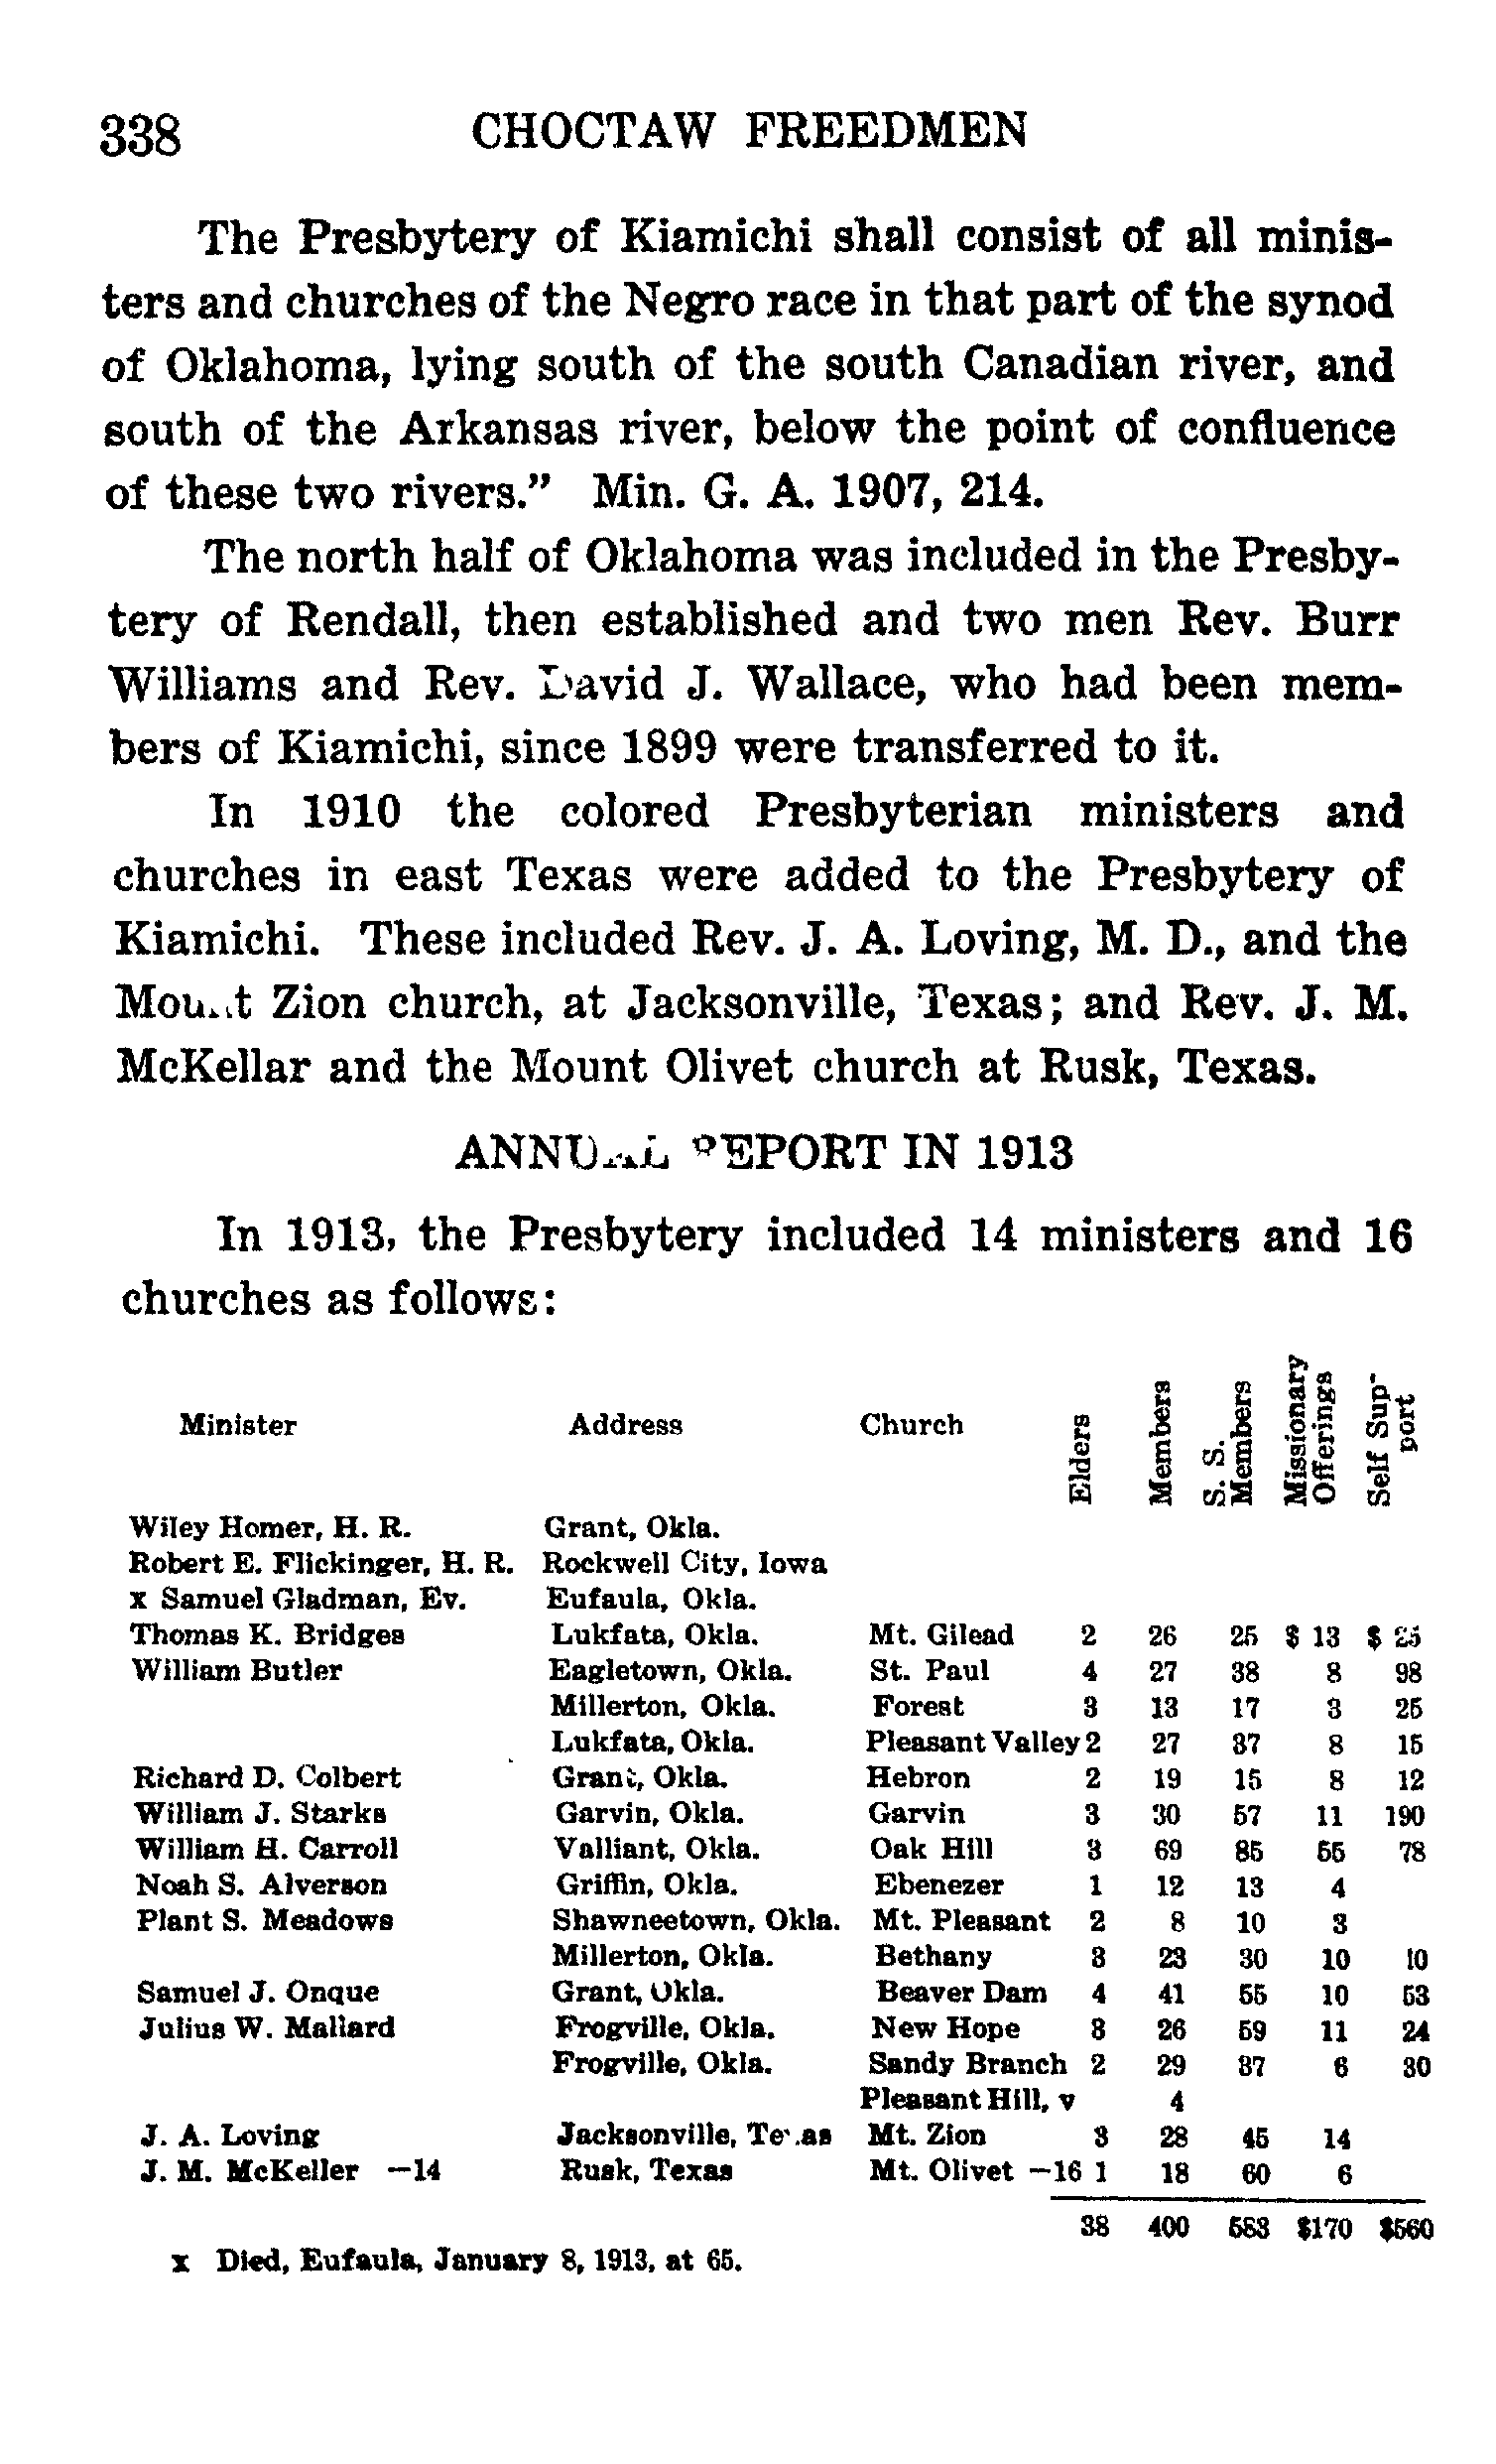 338 CHOCTAW FREEDMEN
The Presbytery of Kiamichi shall consist of all minis-
ters and churches of the Negro race in that part of the synod
of Oklahoma, lying south of the south Canadian river, and
south of the Arkansas river, below the point of confluence
of these two rivers.” Min. G. A. 1907, 214.
The north half of Oklahoma was included in the Presby-
tery of Rendall, then established and two men Rev. Burr
Williams and Rev. David J. Wallace, who had been mem-
bers of Kiamichi, since 1899 were transferred to it.
In 1910 the colored Presbyterian ministers and
churches in east Texas were added to the Presbytery of
Kiamichi. These included Rev. J. A. Loving, M. D., and the
Mount Zion church, at Jacksonville, Texas; and Rev. J. M.
McKellar and the Mount Olivet church at Rusk, Texas.
ANNUAL REPORT IN 1913
In 1913, the Presbytery included 14 ministers and 16
churches as follows:
Minister Address Church Elders Members S. S. Members Missionary Offerings Self Sup-port
Wiley Homer, H. R. Grant, Okla.
Robert E. Flickinger, H. R. Rockwell City, Iowa
x Samuel Gladman, Ev. Eufaula, Okla.
Thomas K. Bridges Lukfata, Okla. Mt. Gilead 2 26 25 $ 13 $
William Butler Eagletown, Okla. St. Paul 4 27 38 8 98
Millerton, Okla. Forest 3 13 17 3 25
Lukfata, Okla. Pleasant Valley 2 27 37 8 15
Richard D. Colbert Grant, Okla. Hebron 2 19 15 8 12
William J. Starks Garvin, Okla. Garvin 3 30 57 11 190
William H. Carroll Valliant, Okla. Oak Hill 3 69 85 55 78
Noah S. Alverson Griffin, Okla. Ebenezer 1 12 13 4
Plant S. Meadows Shawneetown, Okla. Mt. Pleasant 2 8 10 3
Millerton, Okla. Bethany 3 23 30 10 10
Samuel J. Onque Grant, Okla. Beaver Dam 4 41 55 10 53
Julius W. Mallard Frogville, Okla. New Hope 3 26 59 11 24
Frogville, Okla. Sandy Branch 2 29 37 6 30
Pleasant Hill, v 4
J. A. Loving Jacksonville, Texas Mt. Zion 3 28 45 14
J. M. McKeller —14 Rusk, Texas Mt. Olivet —16 1 18 60 6
38 400 583 $170 $560
x Died, Eufaula, January 8, 1913, at 65.